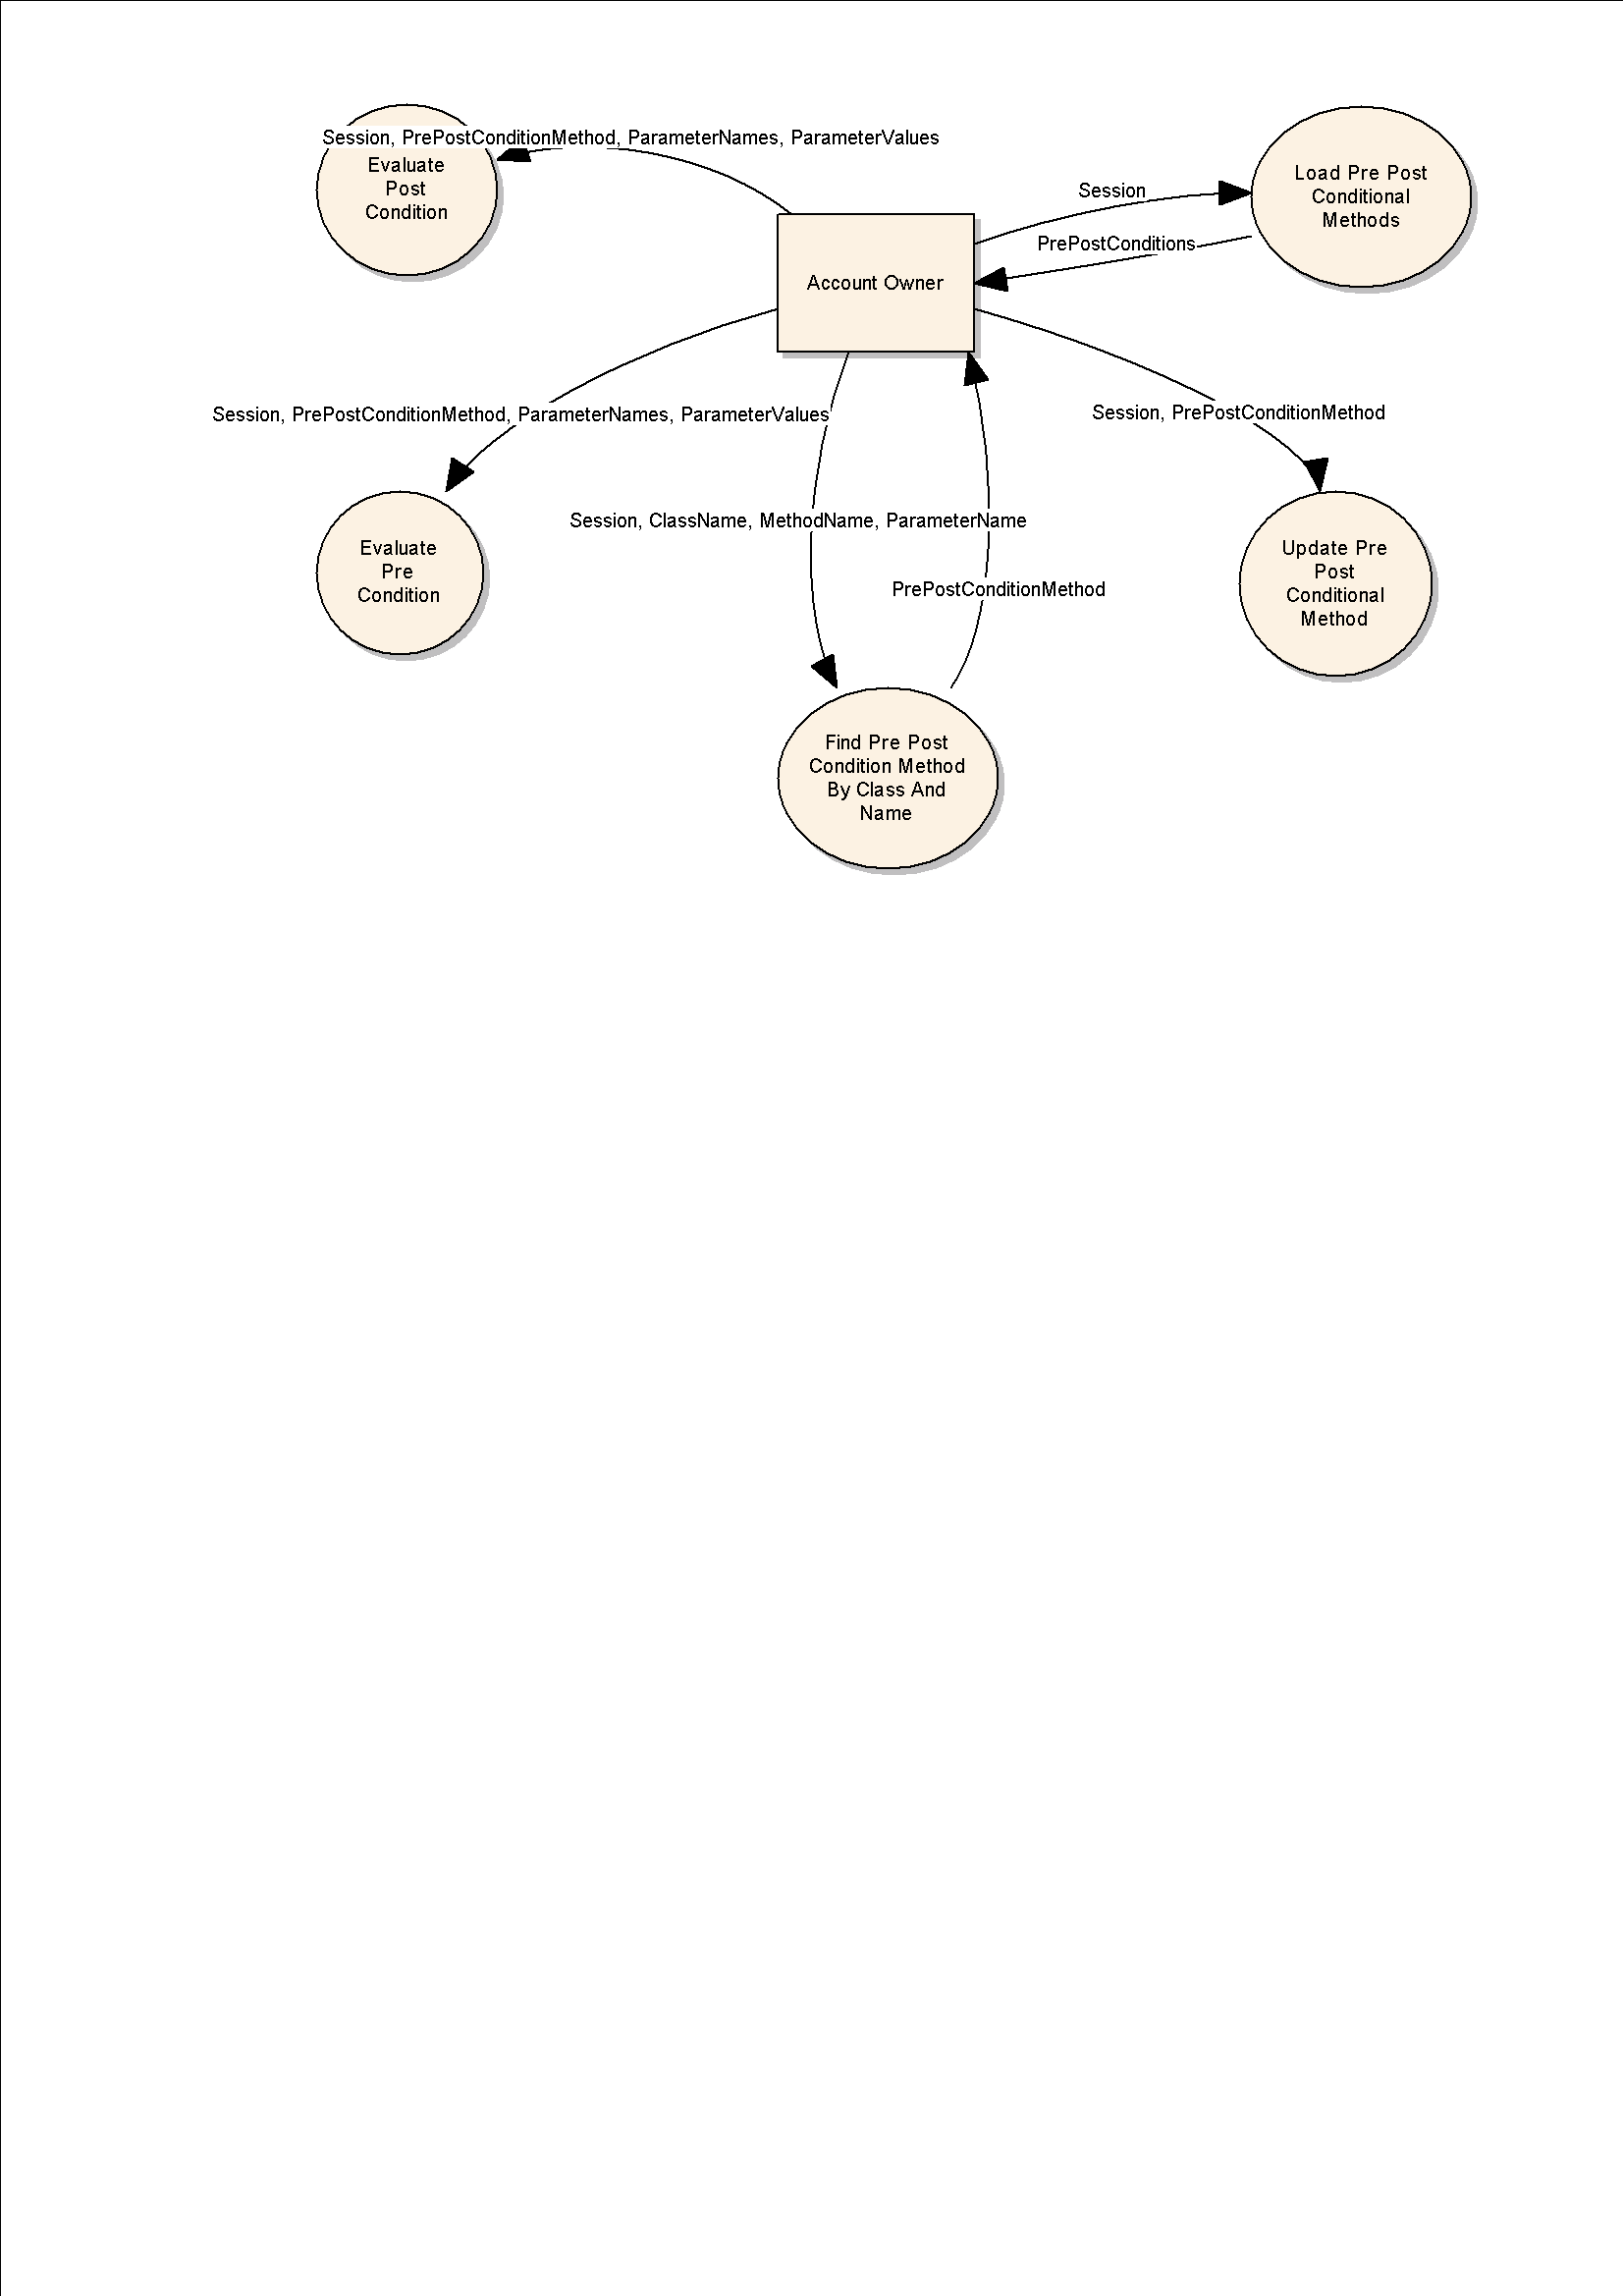 Session, PrePostConditionMethod, ParameterNames, ParameterValues
Evaluate
Post
Condition
Load Pre Post
Conditional
Methods
Session
PrePostConditions
Account Owner
Session, PrePostConditionMethod, ParameterNames, ParameterValues
Session, PrePostConditionMethod
Session, ClassName, MethodName, ParameterName
Evaluate
Pre
Condition
PrePostConditionMethod
Update Pre
Post
Conditional
Method
Find Pre Post
Condition Method
By Class And
Name